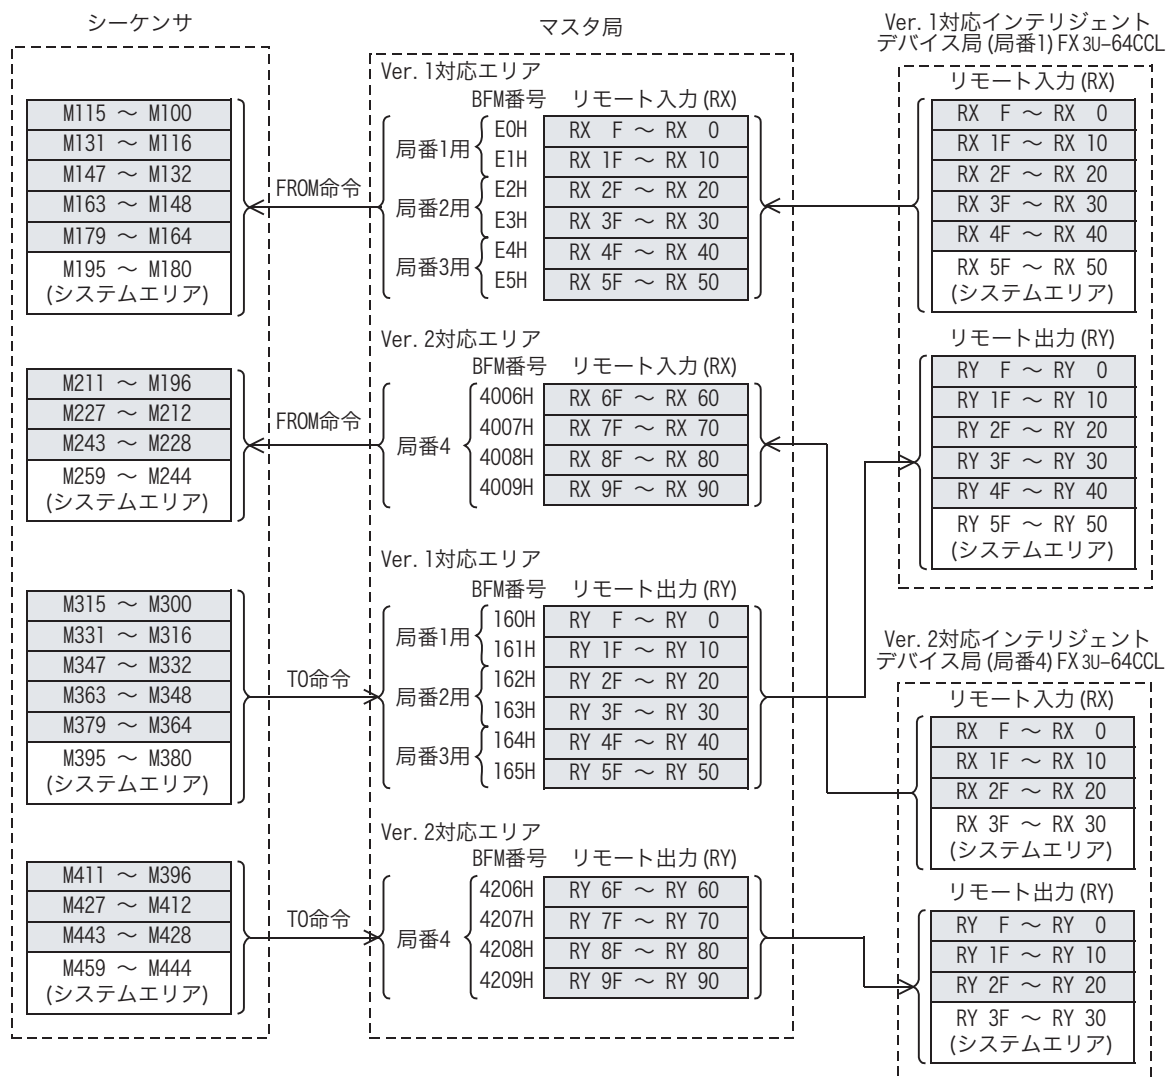 シーケンサ
M115 ～ M100
M131 ～ M116
M147 ～ M132
M163 ～ M148
M179 ～ M164
M195 ～ M180
(システムエリア)
FROM命令
M211 ～ M196
M227 ～ M212
M243 ～ M228
M259 ～ M244
(システムエリア)
FROM命令
M315 ～ M300
M331 ～ M316
M347 ～ M332
M363 ～ M348
M379 ～ M364
M395 ～ M380
(システムエリア)
TO命令
M411 ～ M396
M427 ～ M412
M443 ～ M428
M459 ～ M444
(システムエリア)
TO命令
マスタ局
Ver. 1対応エリア
BFM番号 リモート入力 (RX)
局番1用
E0H RX F ～ RX 0
E1H RX 1F ～ RX 10
局番2用
E2H RX 2F ～ RX 20
E3H RX 3F ～ RX 30
局番3用
E4H RX 4F ～ RX 40
E5H RX 5F ～ RX 50
Ver. 2対応エリア
BFM番号 リモート入力 (RX)
局番4
4006H RX 6F ～ RX 60
4007H RX 7F ～ RX 70
4008H RX 8F ～ RX 80
4009H RX 9F ～ RX 90
Ver. 1対応エリア
BFM番号 リモート出力 (RY)
局番1用
160H RY F ～ RY 0
161H RY 1F ～ RY 10
局番2用
162H RY 2F ～ RY 20
163H RY 3F ～ RY 30
局番3用
164H RY 4F ～ RY 40
165H RY 5F ～ RY 50
Ver. 2対応エリア
BFM番号 リモート出力 (RY)
局番4
4206H RY 6F ～ RY 60
4207H RY 7F ～ RY 70
4208H RY 8F ～ RY 80
4209H RY 9F ～ RY 90
Ver. 1対応インテリジェント
デバイス局 (局番1) FX3U-64CCL
リモート入力 (RX)
RX F ～ RX 0
RX 1F ～ RX 10
RX 2F ～ RX 20
RX 3F ～ RX 30
RX 4F ～ RX 40
RX 5F ～ RX 50
(システムエリア)
リモート出力 (RY)
RY F ～ RY 0
RY 1F ～ RY 10
RY 2F ～ RY 20
RY 3F ～ RY 30
RY 4F ～ RY 40
RY 5F ～ RY 50
(システムエリア)
Ver. 2対応インテリジェント
デバイス局 (局番4) FX3U-64CCL
リモート入力 (RX)
RX F ～ RX 0
RX 1F ～ RX 10
RX 2F ～ RX 20
RX 3F ～ RX 30
(システムエリア)
リモート出力 (RY)
RY F ～ RY 0
RY 1F ～ RY 10
RY 2F ～ RY 20
RY 3F ～ RY 30
(システムエリア)